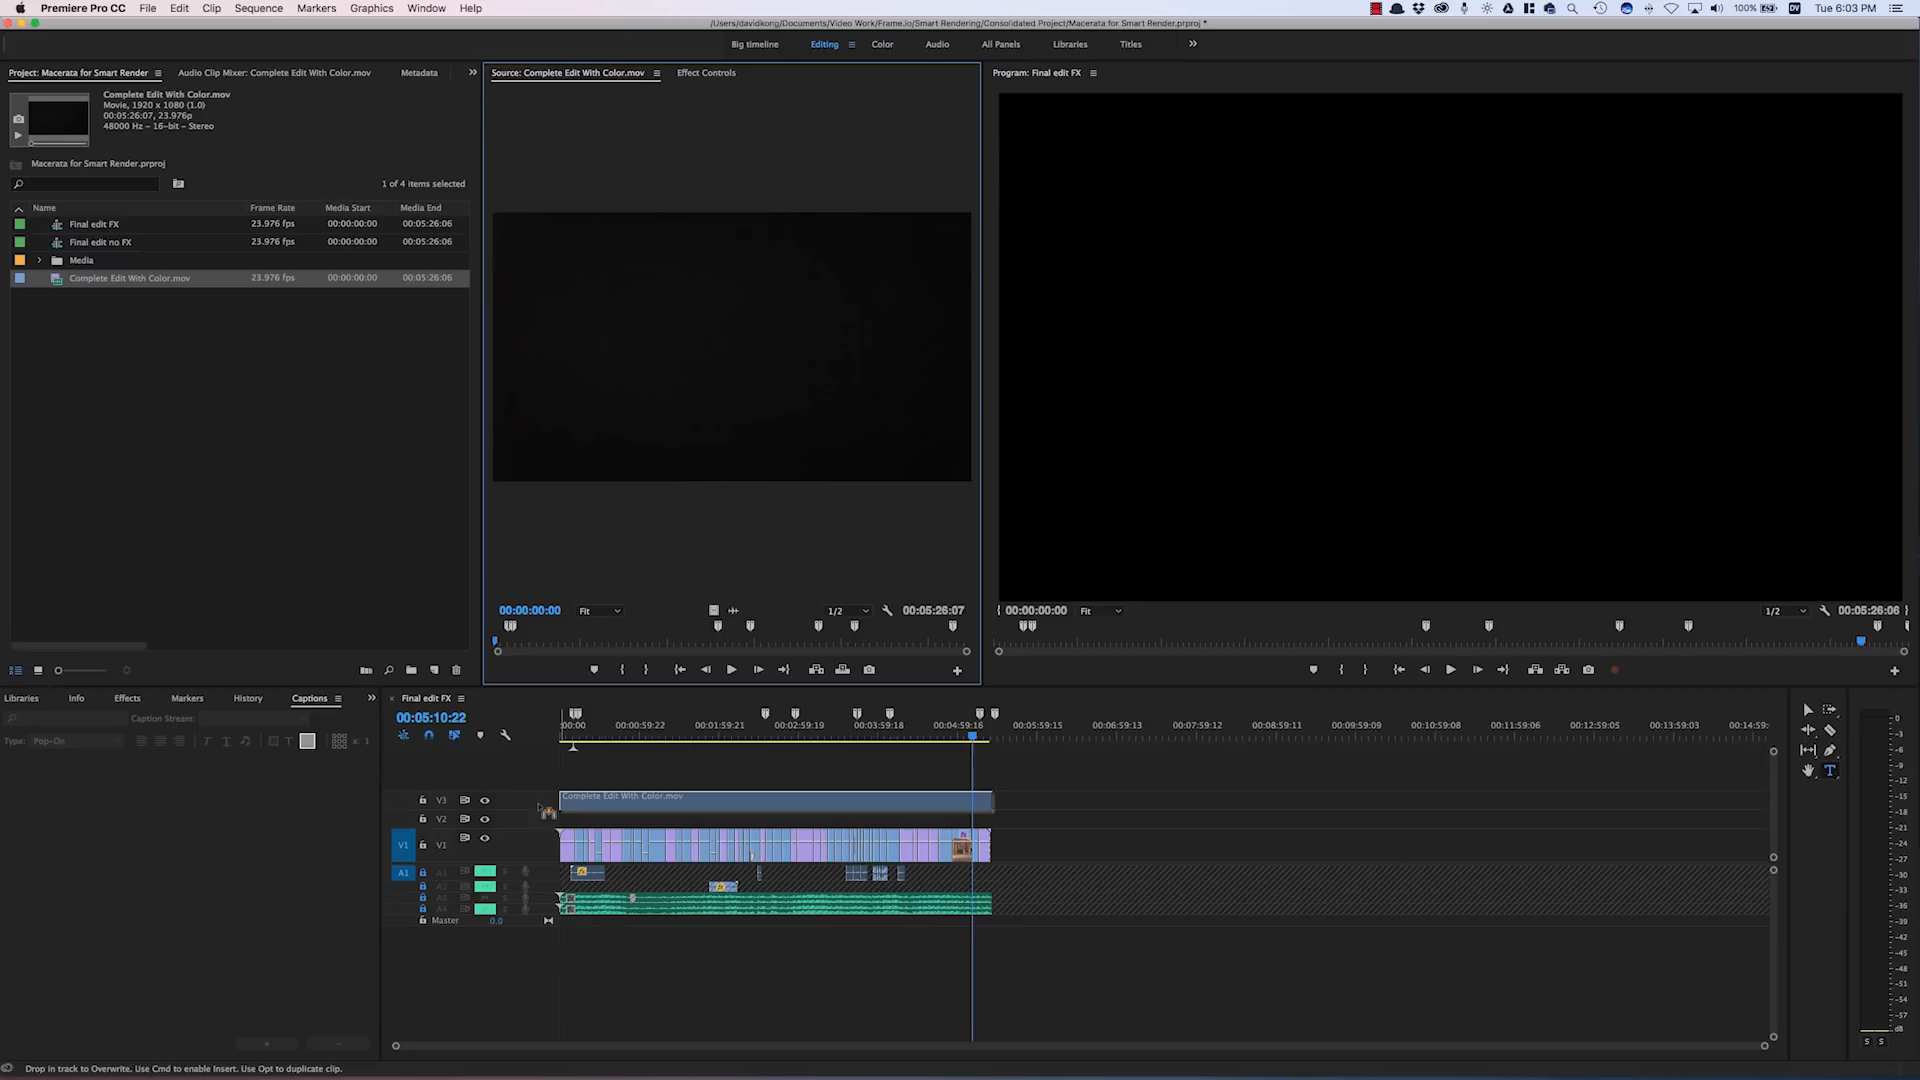 Premiere Pro CC File Edit Clip Sequence Markers Graphics Window Help 100% Tue 6:03 PM
/Users/davidkong/Documents/Video Work/Frame.io/Smart Rendering/Consolidated Project/Macerata for Smart Render.prproj *
Big timeline Editing Color Audio All Panels Libraries Titles
Project: Macerata for Smart Render Audio Clip Mixer: Complete Edit With Color.mov Metadata
Source: Complete Edit With Color.mov Effect Controls
Program: Final edit FX
Complete Edit With Color.mov
Movie, 1920 x 1080 (1.0)
00:05:26:07, 23.976p
48000 Hz - 16-bit - Stereo
Macerata for Smart Render.prproj
1 of 4 items selected
Name Frame Rate Media Start Media End
Final edit FX 23.976 fps 00:00:00:00 00:05:26:06
Final edit no FX 23.976 fps 00:00:00:00 00:05:26:06
Media
Complete Edit With Color.mov 23.976 fps 00:00:00:00 00:05:26:06
00:00:00:00 Fit 1/2 00:05:26:07
00:00:00:00 Fit 1/2 00:05:26:06
Libraries Info Effects Markers History Captions
Caption Stream:
Type: Pop-On
Final edit FX
00:05:10:22
:00:00 00:00:59:22 00:01:59:21 00:02:59:19 00:03:59:18 00:04:59:16 00:05:59:15 00:06:59:13 00:07:59:12 00:08:59:11 00:09:59:09 00:10:59:08 00:11:59:06 00:12:59:05 00:13:59:03 00:14:59:
V3 Complete Edit With Color.mov
V2
V1 V1
A1 A1
A2
A3
A4
Master 0.0
0
-3
-6
-9
-12
-15
-18
-21
-24
-27
-30
-33
-36
-39
-42
-45
-48
-51
-54
-57
dB
S S
Drop in track to Overwrite. Use Cmd to enable Insert. Use Opt to duplicate clip.